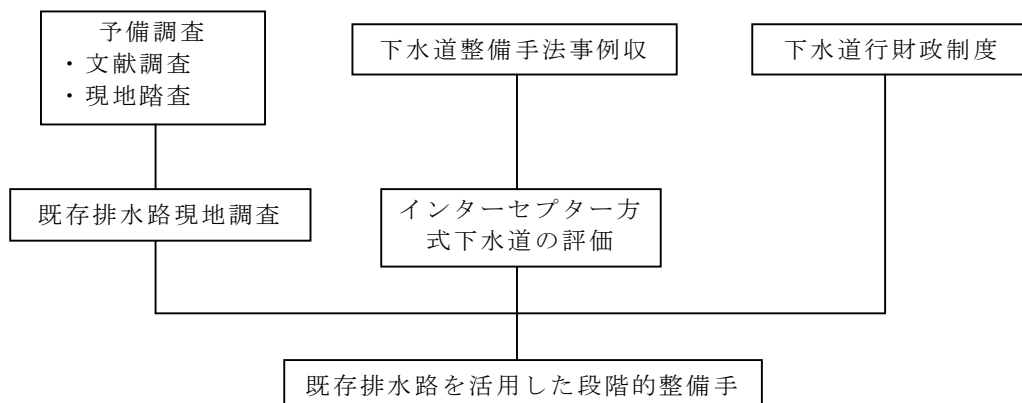 予備調査
・文献調査
・現地踏査
下水道整備手法事例収
下水道行財政制度
既存排水路現地調査
インターセプター方
式下水道の評価
既存排水路を活用した段階的整備手